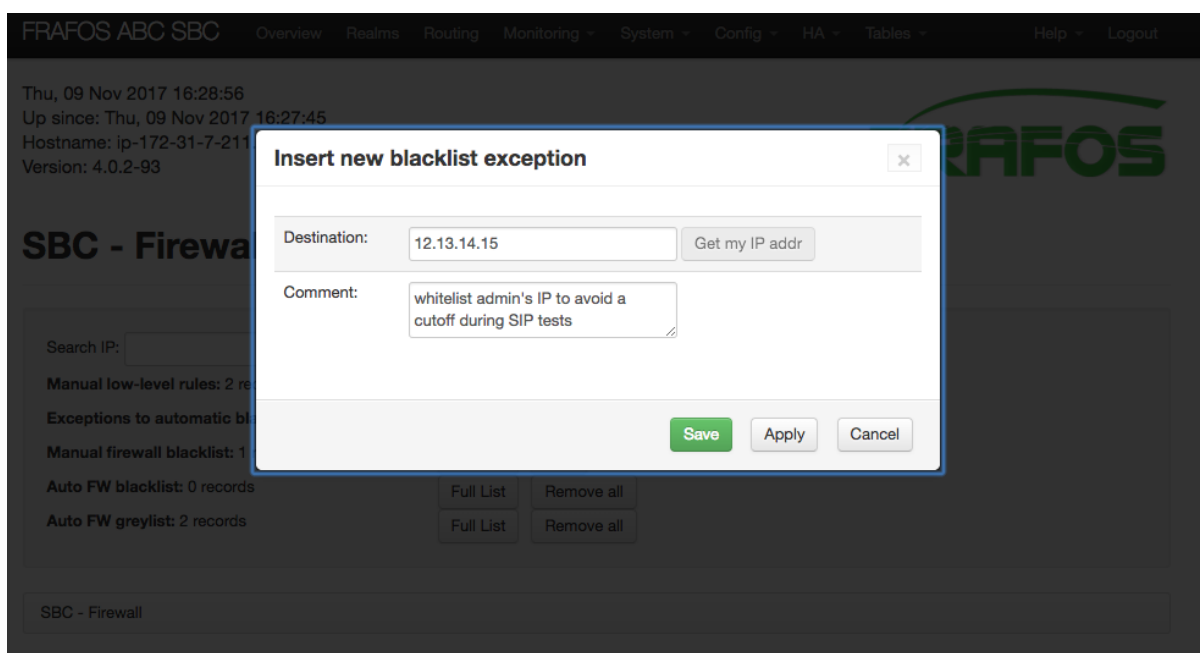 FRAFOS ABC SBC Overview Realms Routing Monitoring System Config HA Tables Help Logout
Thu, 09 Nov 2017 16:28:56
Up since: Thu, 09 Nov 2017 16:27:45
Hostname: ip-172-31-7-211
Version: 4.0.2-93
RAFOS
Insert new blacklist exception
×
SBC - Firewa
Destination: 12.13.14.15 Get my IP addr
Comment: whitelist admin's IP to avoid a
cutoff during SIP tests
Search IP:
Manual low-level rules: 2 re
Exceptions to automatic bla
Manual firewall blacklist: 1
Save Apply Cancel
Auto FW blacklist: 0 records Full List Remove all
Auto FW greylist: 2 records Full List Remove all
SBC - Firewall